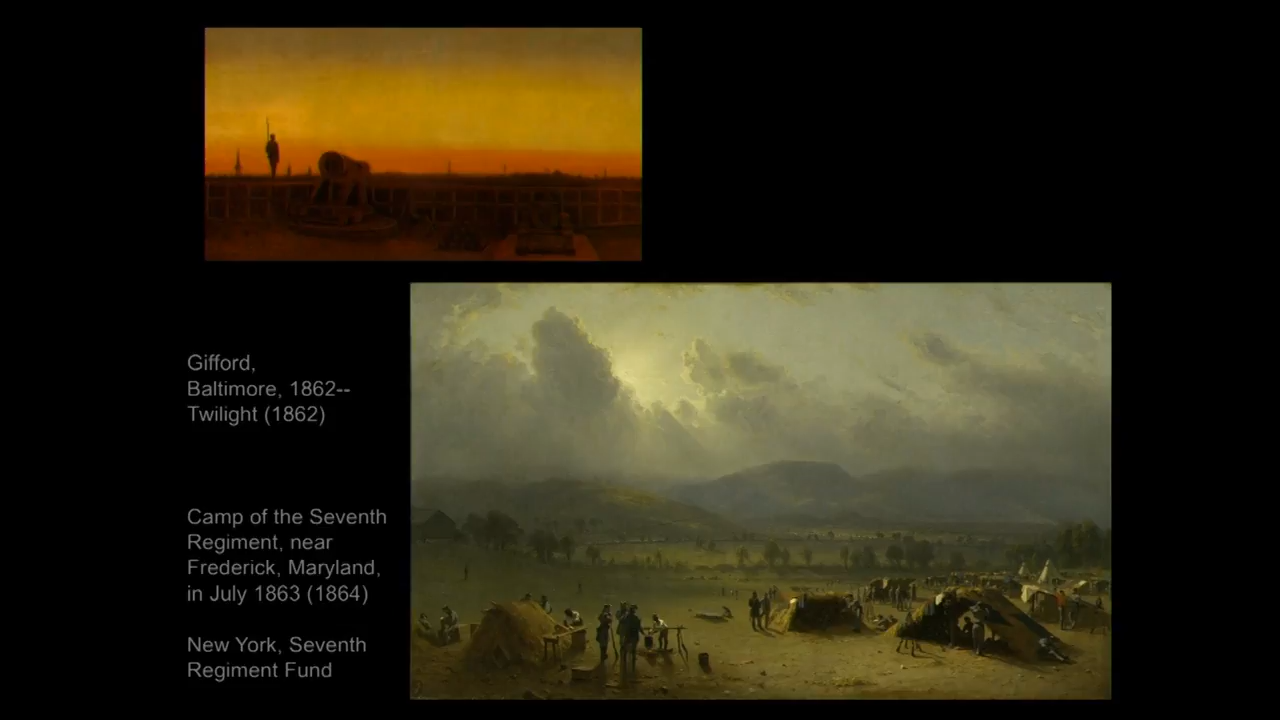 Gifford,
Baltimore, 1862--
Twilight (1862)
Camp of the Seventh
Regiment, near
Frederick, Maryland,
in July 1863 (1864)
New York, Seventh
Regiment Fund